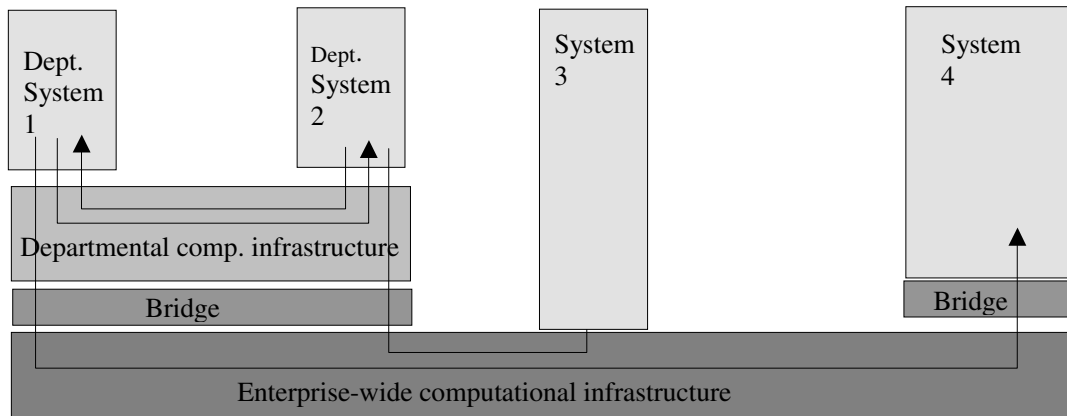 Dept.
System
1
Dept.
System
2
System
3
System
4
Departmental comp. infrastructure
Bridge
Bridge
Enterprise-wide computational infrastructure